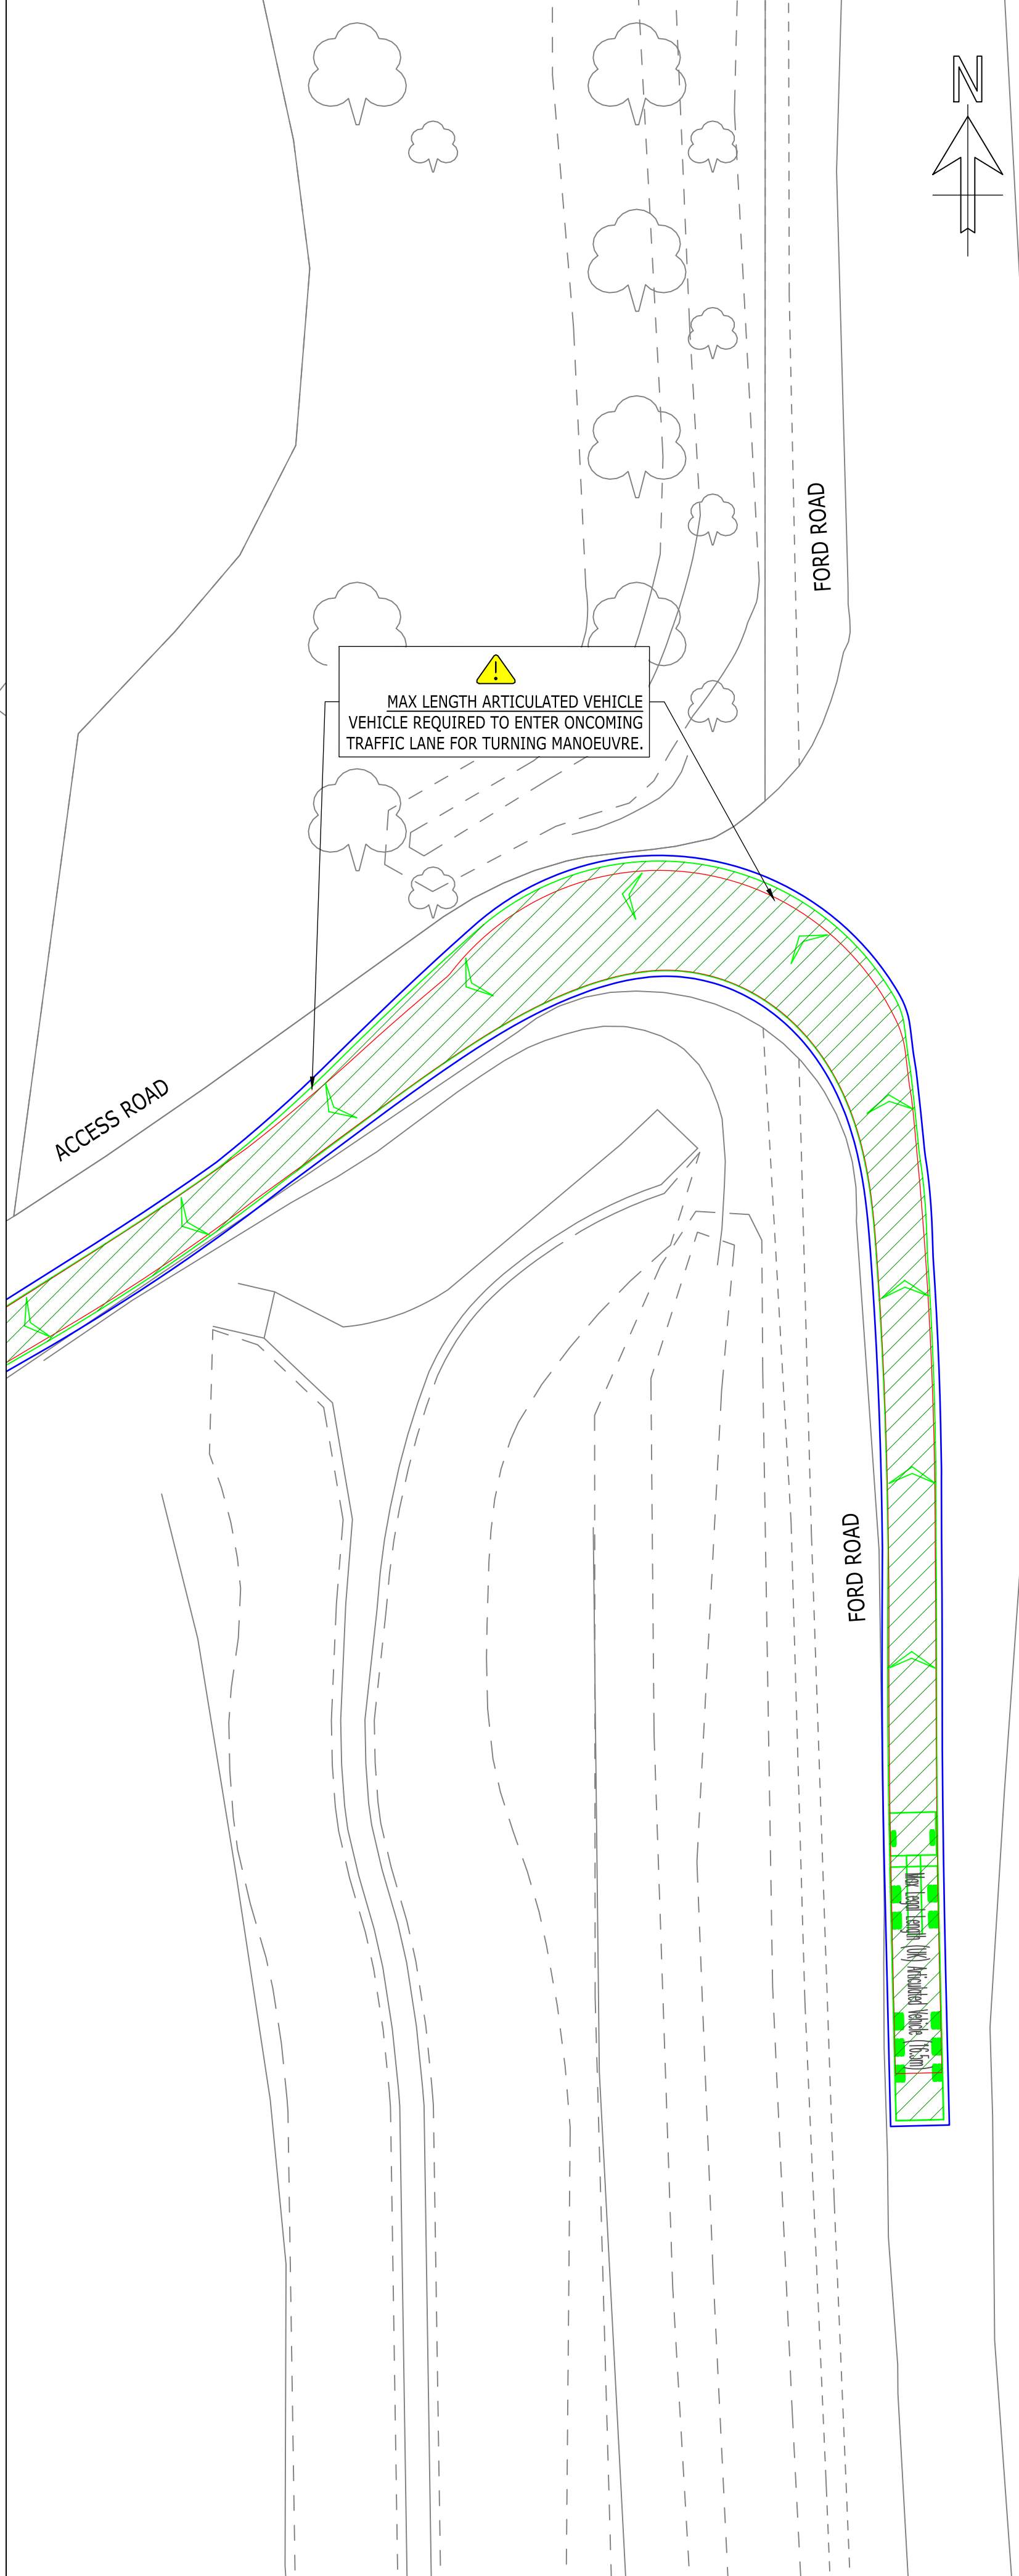 N
FORD ROAD
MAX LENGTH ARTICULATED VEHICLE
VEHICLE REQUIRED TO ENTER ONCOMING
TRAFFIC LANE FOR TURNING MANOEUVRE.
ACCESS ROAD
FORD ROAD
Max Legal Length (UK) Articulated Vehicle (16.5m)